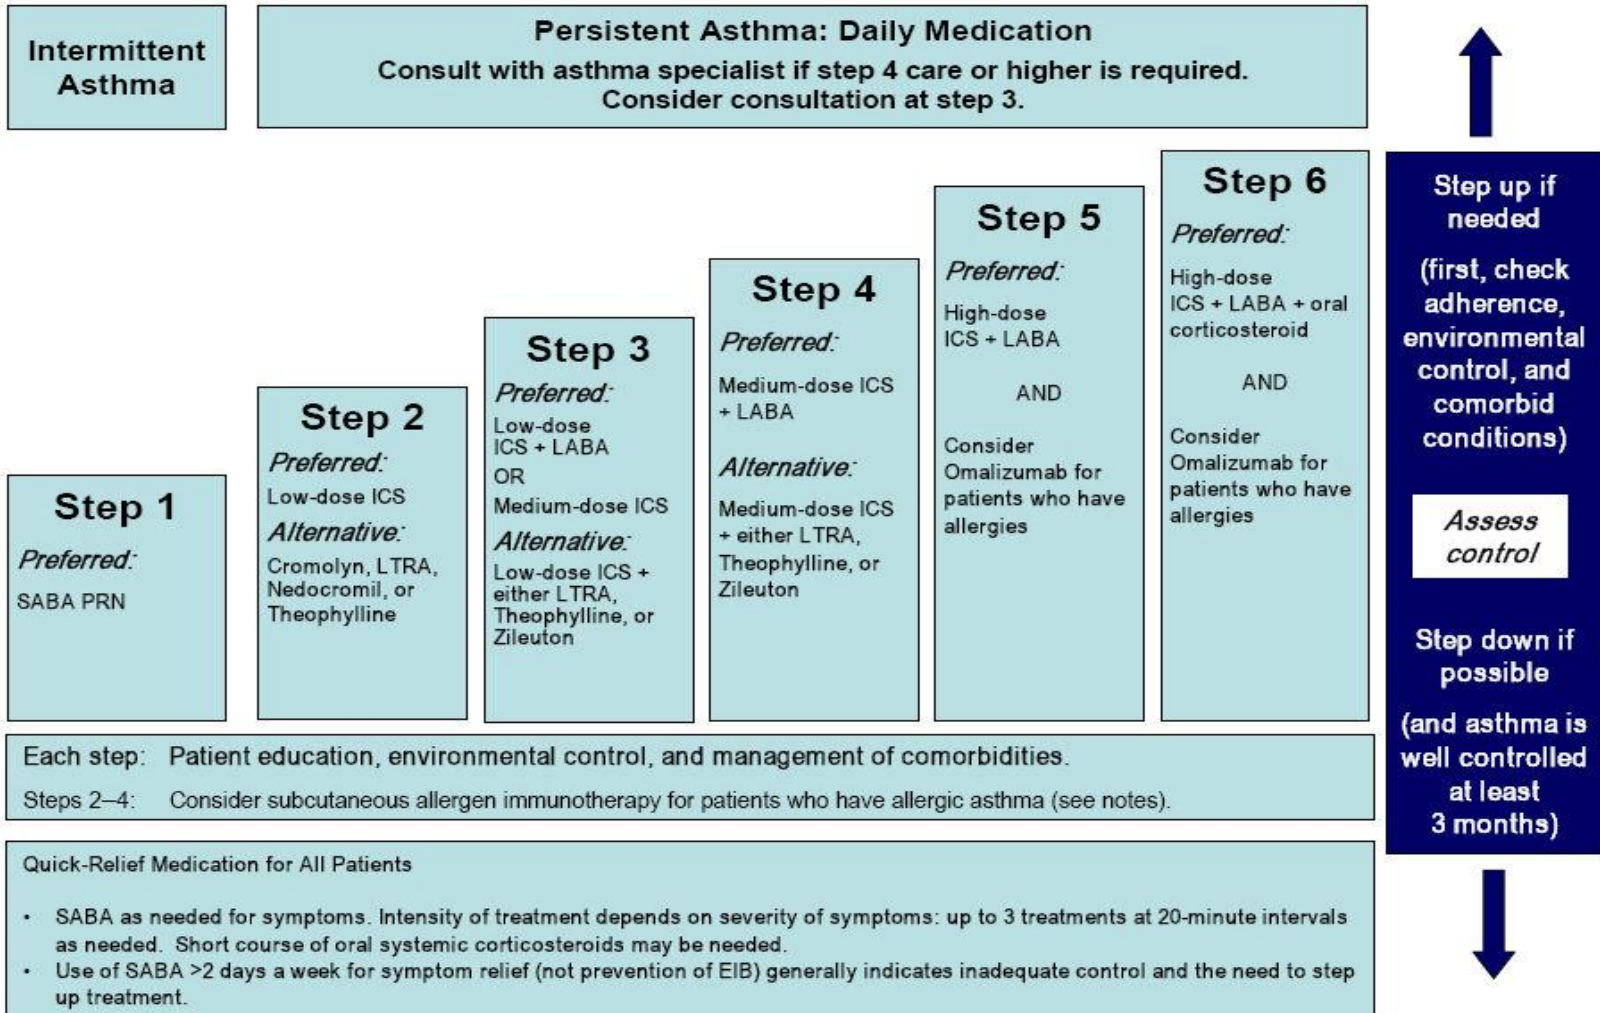 Intermittent
Asthma
Persistent Asthma: Daily Medication
Consult with asthma specialist if step 4 care or higher is required.
Consider consultation at step 3.
Step 1
Preferred:
SABA PRN
Step 2
Preferred:
Low-dose ICS
Alternative:
Cromolyn, LTRA,
Nedocromil, or
Theophylline
Step 3
Preferred:
Low-dose
ICS + LABA
OR
Medium-dose ICS
Alternative:
Low-dose ICS +
either LTRA,
Theophylline, or
Zileuton
Step 4
Preferred:
Medium-dose ICS
+ LABA
Alternative:
Medium-dose ICS
+ either LTRA,
Theophylline, or
Zileuton
Step 5
Preferred:
High-dose
ICS + LABA
AND
Consider
Omalizumab for
patients who have
allergies
Step 6
Preferred:
High-dose
ICS + LABA + oral
corticosteroid
AND
Consider
Omalizumab for
patients who have
allergies
Step up if
needed
(first, check
adherence,
environmental
control, and
comorbid
conditions)
Assess
control
Step down if
possible
(and asthma is
well controlled
at least
3 months)
Each step: Patient education, environmental control, and management of comorbidities.
Steps 2–4: Consider subcutaneous allergen immunotherapy for patients who have allergic asthma (see notes).
Quick-Relief Medication for All Patients
• SABA as needed for symptoms. Intensity of treatment depends on severity of symptoms: up to 3 treatments at 20-minute intervals
as needed. Short course of oral systemic corticosteroids may be needed.
• Use of SABA >2 days a week for symptom relief (not prevention of EIB) generally indicates inadequate control and the need to step
up treatment.